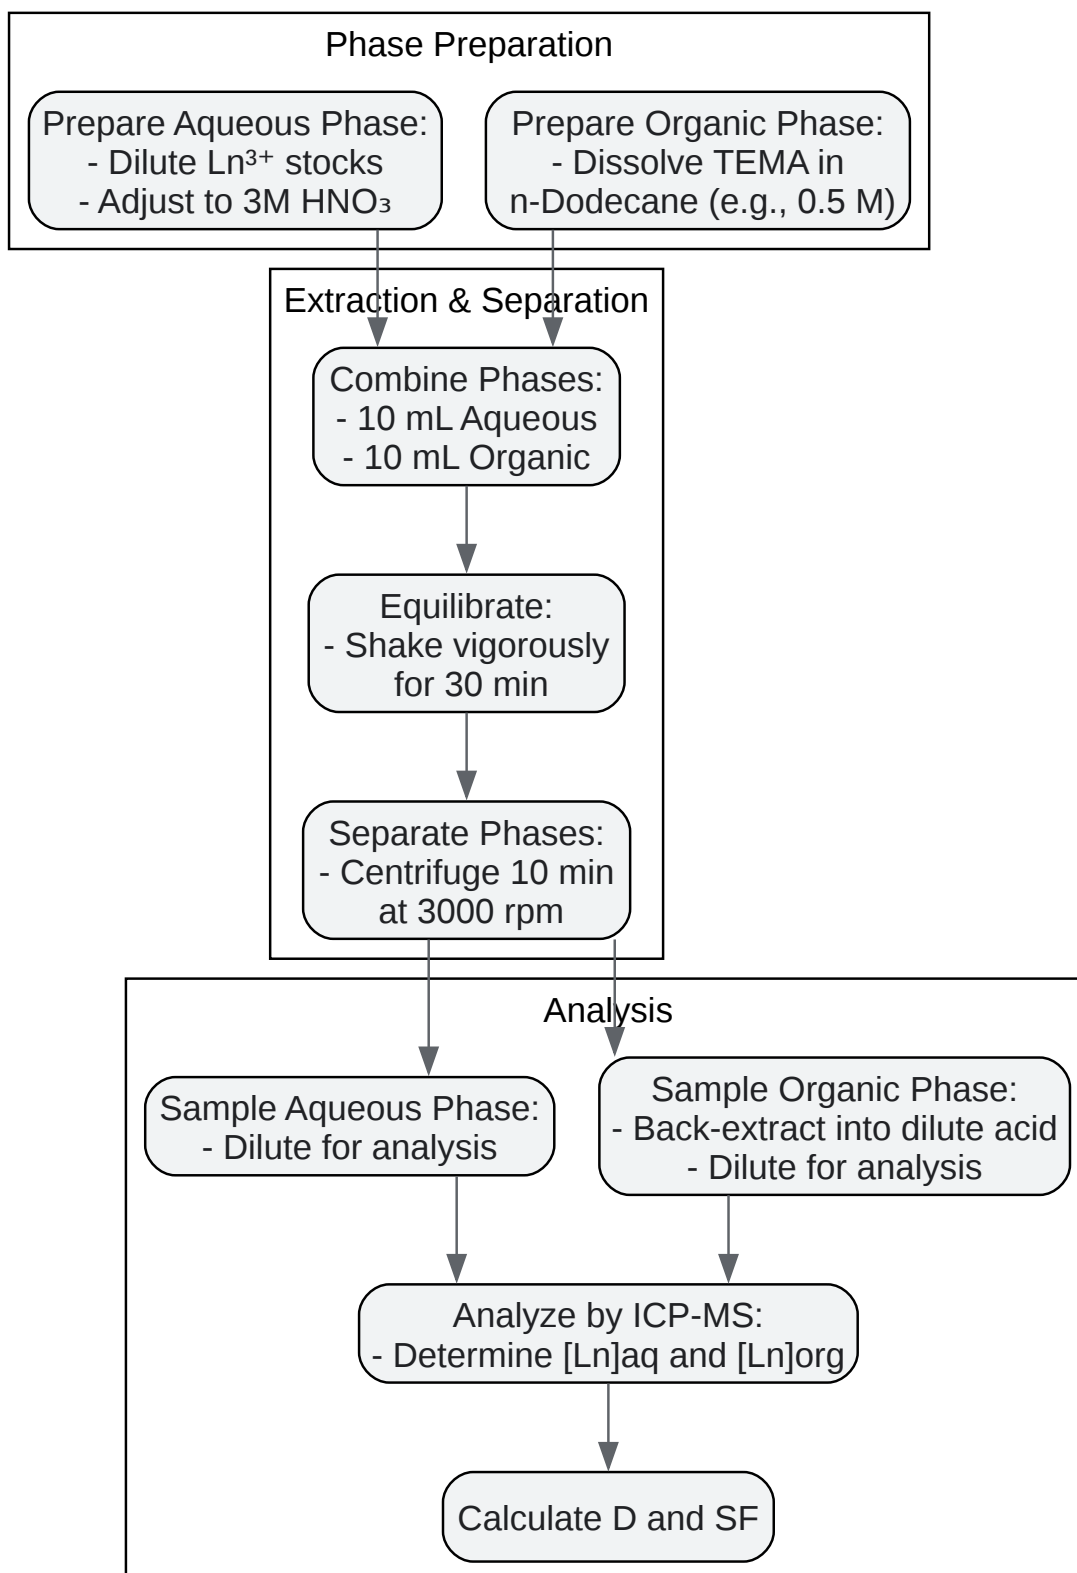 Phase Preparation
Prepare Aqueous Phase:
- Dilute Ln³⁺ stocks
- Adjust to 3M HNO₃
Prepare Organic Phase:
- Dissolve TEMA in
n-Dodecane (e.g., 0.5 M)
Extraction & Separation
Combine Phases:
- 10 mL Aqueous
- 10 mL Organic
Equilibrate:
- Shake vigorously
for 30 min
Separate Phases:
- Centrifuge 10 min
at 3000 rpm
Analysis
Sample Aqueous Phase:
- Dilute for analysis
Sample Organic Phase:
- Back-extract into dilute acid
- Dilute for analysis
Analyze by ICP-MS:
- Determine [Ln]aq and [Ln]org
Calculate D and SF